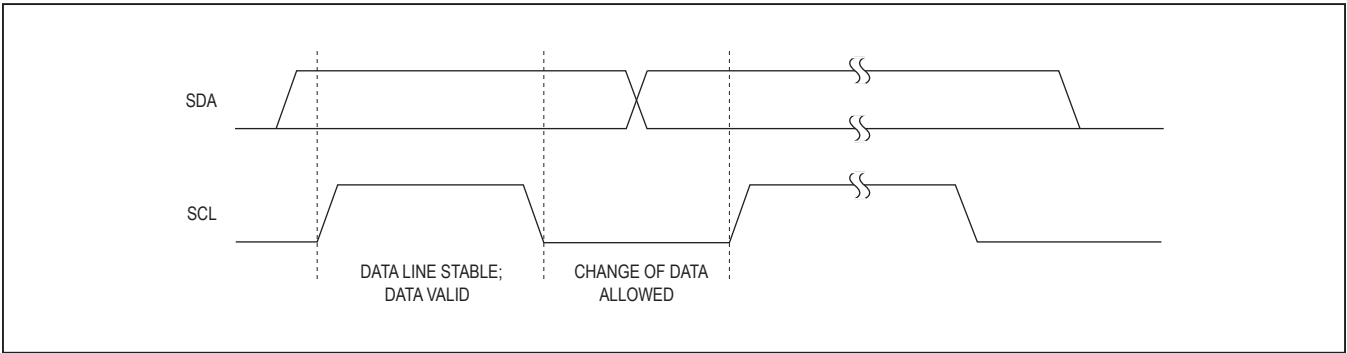 SDA
SCL
DATA LINE STABLE;
DATA VALID
CHANGE OF DATA
ALLOWED